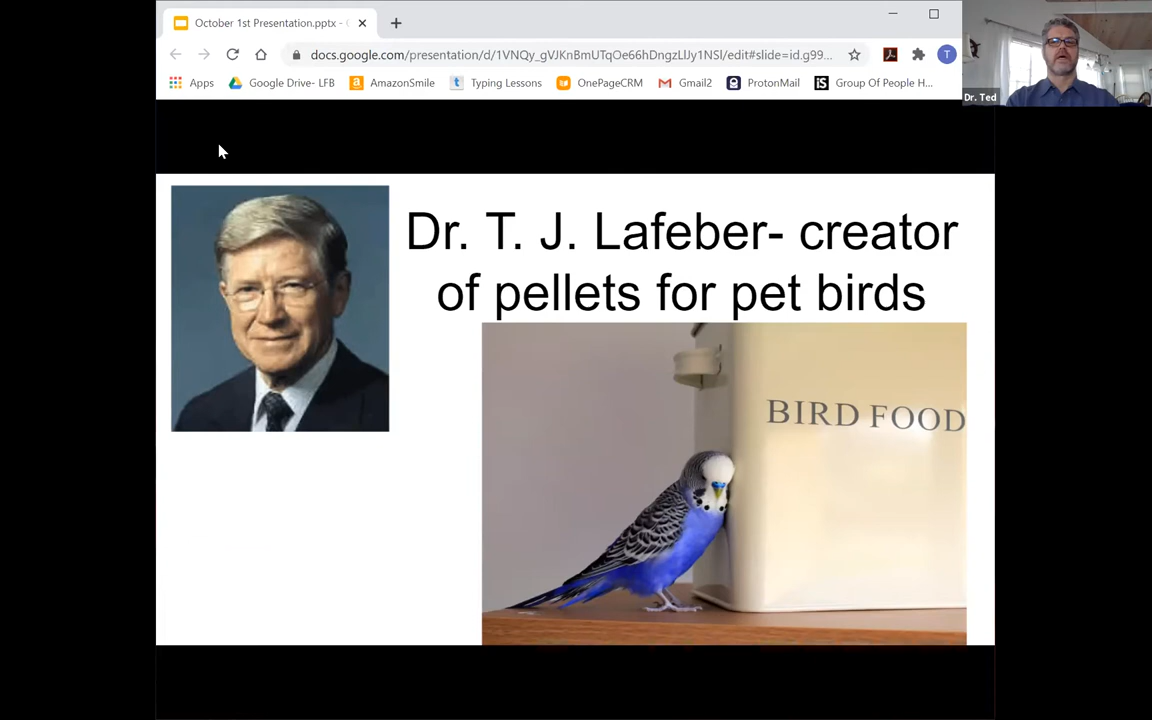 October 1st Presentation.pptx -
docs.google.com/presentation/d/1VNQy_gVJKnBmUTqOe66hDngzLlJy1NSl/edit#slide=id.g99...
T
Apps
Google Drive- LFB
AmazonSmile
Typing Lessons
OnePageCRM
Gmail2
ProtonMail
Group Of People H...
Dr. Ted
Dr. T. J. Lafeber- creator
of pellets for pet birds
BIRD FOOD